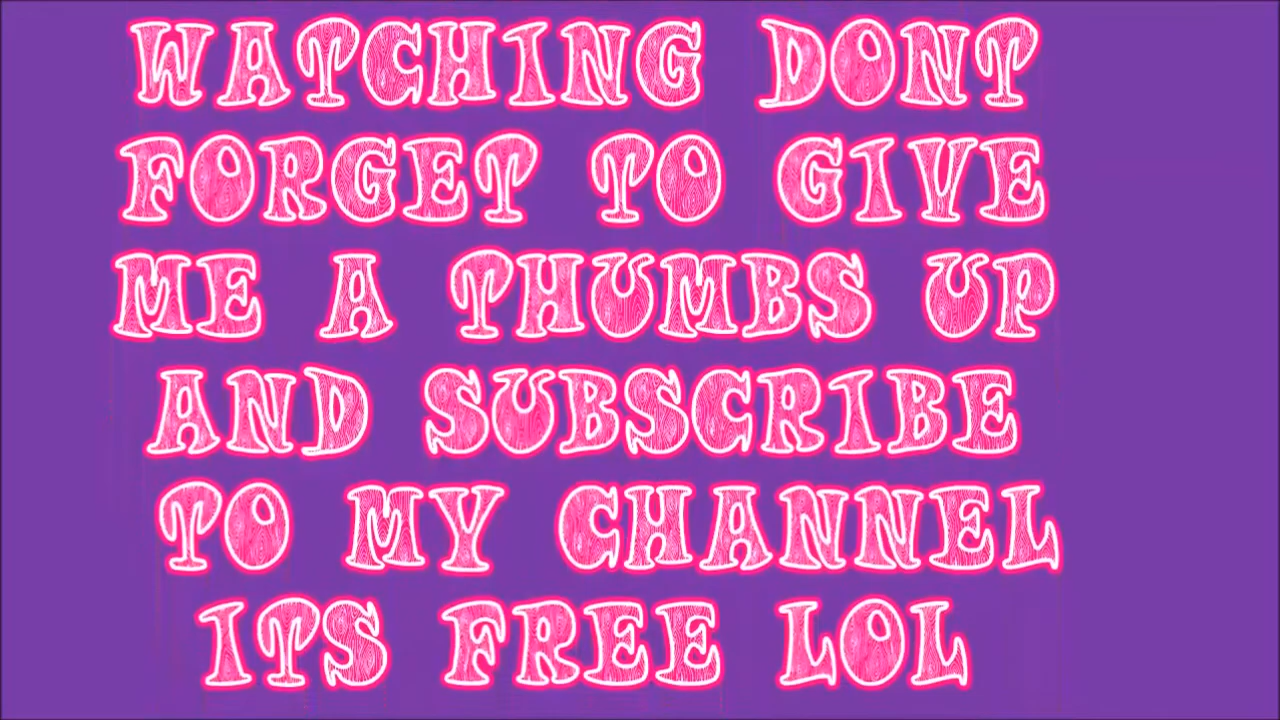 WATCHING DONT
FORGET TO GIVE
ME A THUMBS UP
AND SUBSCRIBE
TO MY CHANNEL
ITS FREE LOL